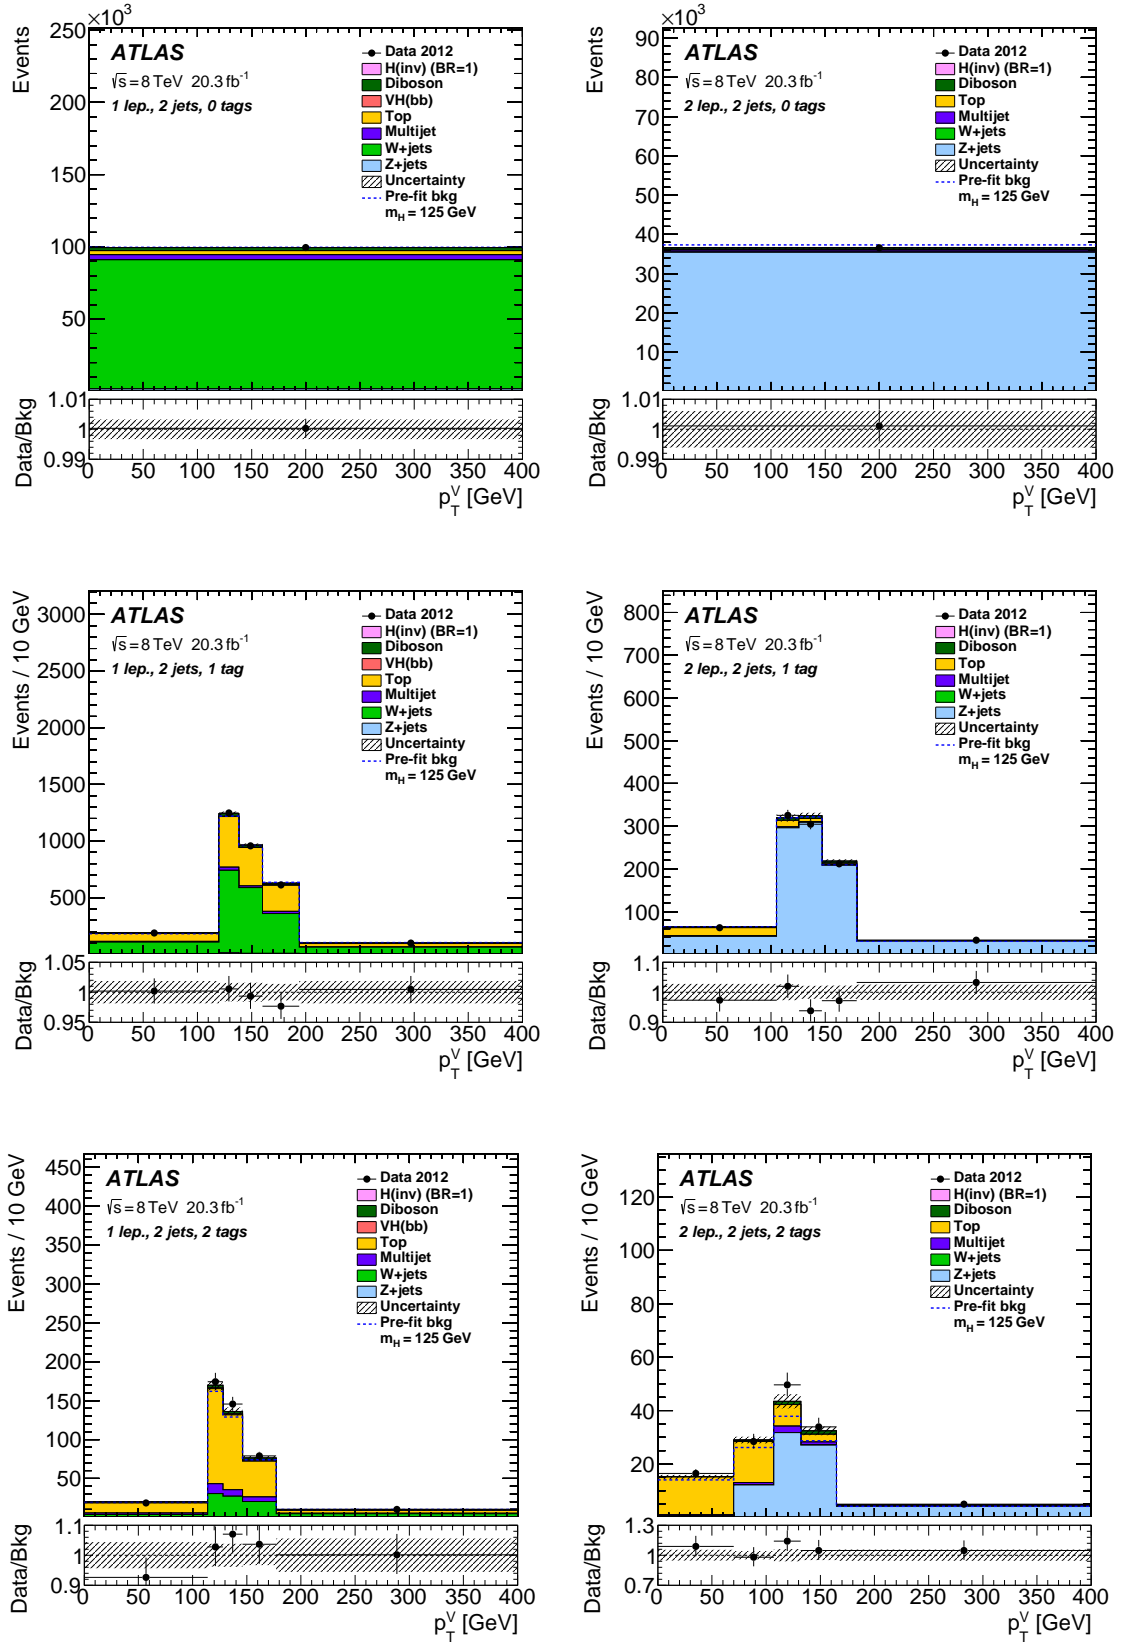 ×10³
Events
250
200
150
100
50
ATLAS
√s = 8 TeV 20.3 fb⁻¹
1 lep., 2 jets, 0 tags
Data 2012
H(inv) (BR=1)
Diboson
VH(bb)
Top
Multijet
W+jets
Z+jets
Uncertainty
Pre-fit bkg
m_H = 125 GeV
Data/Bkg
1.01
1
0.99
0 50 100 150 200 250 300 350 400
p_T^V [GeV]
×10³
Events
90
80
70
60
50
40
30
20
10
ATLAS
√s = 8 TeV 20.3 fb⁻¹
2 lep., 2 jets, 0 tags
Data 2012
H(inv) (BR=1)
Diboson
Top
Multijet
W+jets
Z+jets
Uncertainty
Pre-fit bkg
m_H = 125 GeV
Data/Bkg
1.01
1
0.99
0 50 100 150 200 250 300 350 400
p_T^V [GeV]
Events / 10 GeV
3000
2500
2000
1500
1000
500
ATLAS
√s = 8 TeV 20.3 fb⁻¹
1 lep., 2 jets, 1 tag
Data 2012
H(inv) (BR=1)
Diboson
VH(bb)
Top
Multijet
W+jets
Z+jets
Uncertainty
Pre-fit bkg
m_H = 125 GeV
Data/Bkg
1.05
1
0.95
0 50 100 150 200 250 300 350 400
p_T^V [GeV]
Events / 10 GeV
800
700
600
500
400
300
200
100
ATLAS
√s = 8 TeV 20.3 fb⁻¹
2 lep., 2 jets, 1 tag
Data 2012
H(inv) (BR=1)
Diboson
Top
Multijet
W+jets
Z+jets
Uncertainty
Pre-fit bkg
m_H = 125 GeV
Data/Bkg
1.1
1
0.9
0 50 100 150 200 250 300 350 400
p_T^V [GeV]
Events / 10 GeV
450
400
350
300
250
200
150
100
50
ATLAS
√s = 8 TeV 20.3 fb⁻¹
1 lep., 2 jets, 2 tags
Data 2012
H(inv) (BR=1)
Diboson
VH(bb)
Top
Multijet
W+jets
Z+jets
Uncertainty
Pre-fit bkg
m_H = 125 GeV
Data/Bkg
1.1
1
0.9
0 50 100 150 200 250 300 350 400
p_T^V [GeV]
Events / 10 GeV
120
100
80
60
40
20
ATLAS
√s = 8 TeV 20.3 fb⁻¹
2 lep., 2 jets, 2 tags
Data 2012
H(inv) (BR=1)
Diboson
Top
Multijet
W+jets
Z+jets
Uncertainty
Pre-fit bkg
m_H = 125 GeV
Data/Bkg
1.3
1
0.7
0 50 100 150 200 250 300 350 400
p_T^V [GeV]